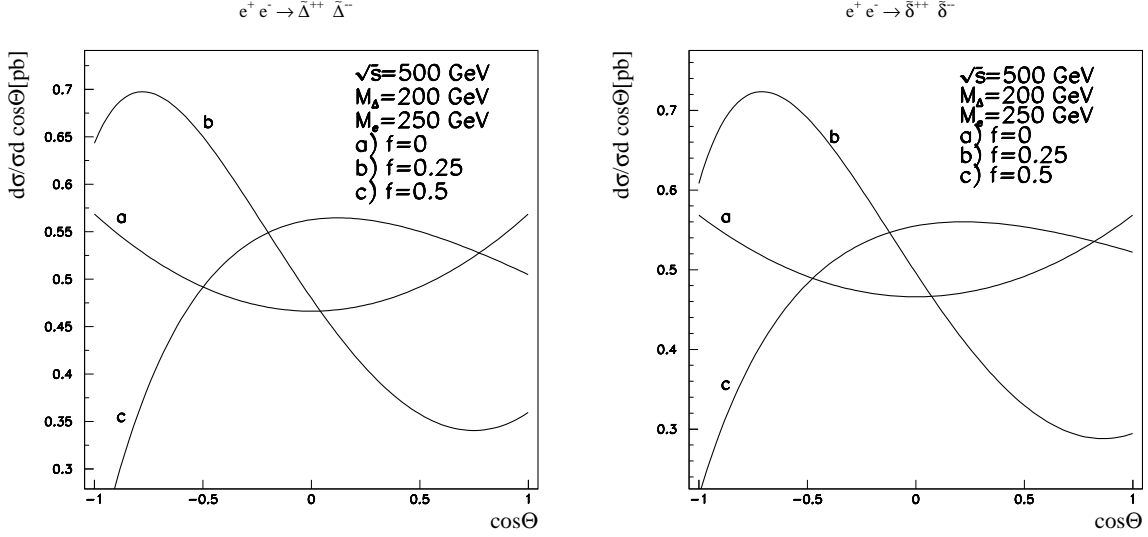 e⁺ e⁻ → Δ̃⁺⁺ Δ̃⁻⁻
dσ/σd cosΘ[pb]
√s=500 GeV
M_Δ=200 GeV
M_e=250 GeV
a) f=0
b) f=0.25
c) f=0.5
0.7
0.65
0.6
0.55
0.5
0.45
0.4
0.35
0.3
a
b
c
-1
-0.5
0
0.5
1
cosΘ
e⁺ e⁻ → δ̃⁺⁺ δ̃⁻⁻
dσ/σd cosΘ[pb]
√s=500 GeV
M_Δ=200 GeV
M_e=250 GeV
a) f=0
b) f=0.25
c) f=0.5
0.7
0.6
0.5
0.4
0.3
b
a
c
-1
-0.5
0
0.5
1
cosΘ